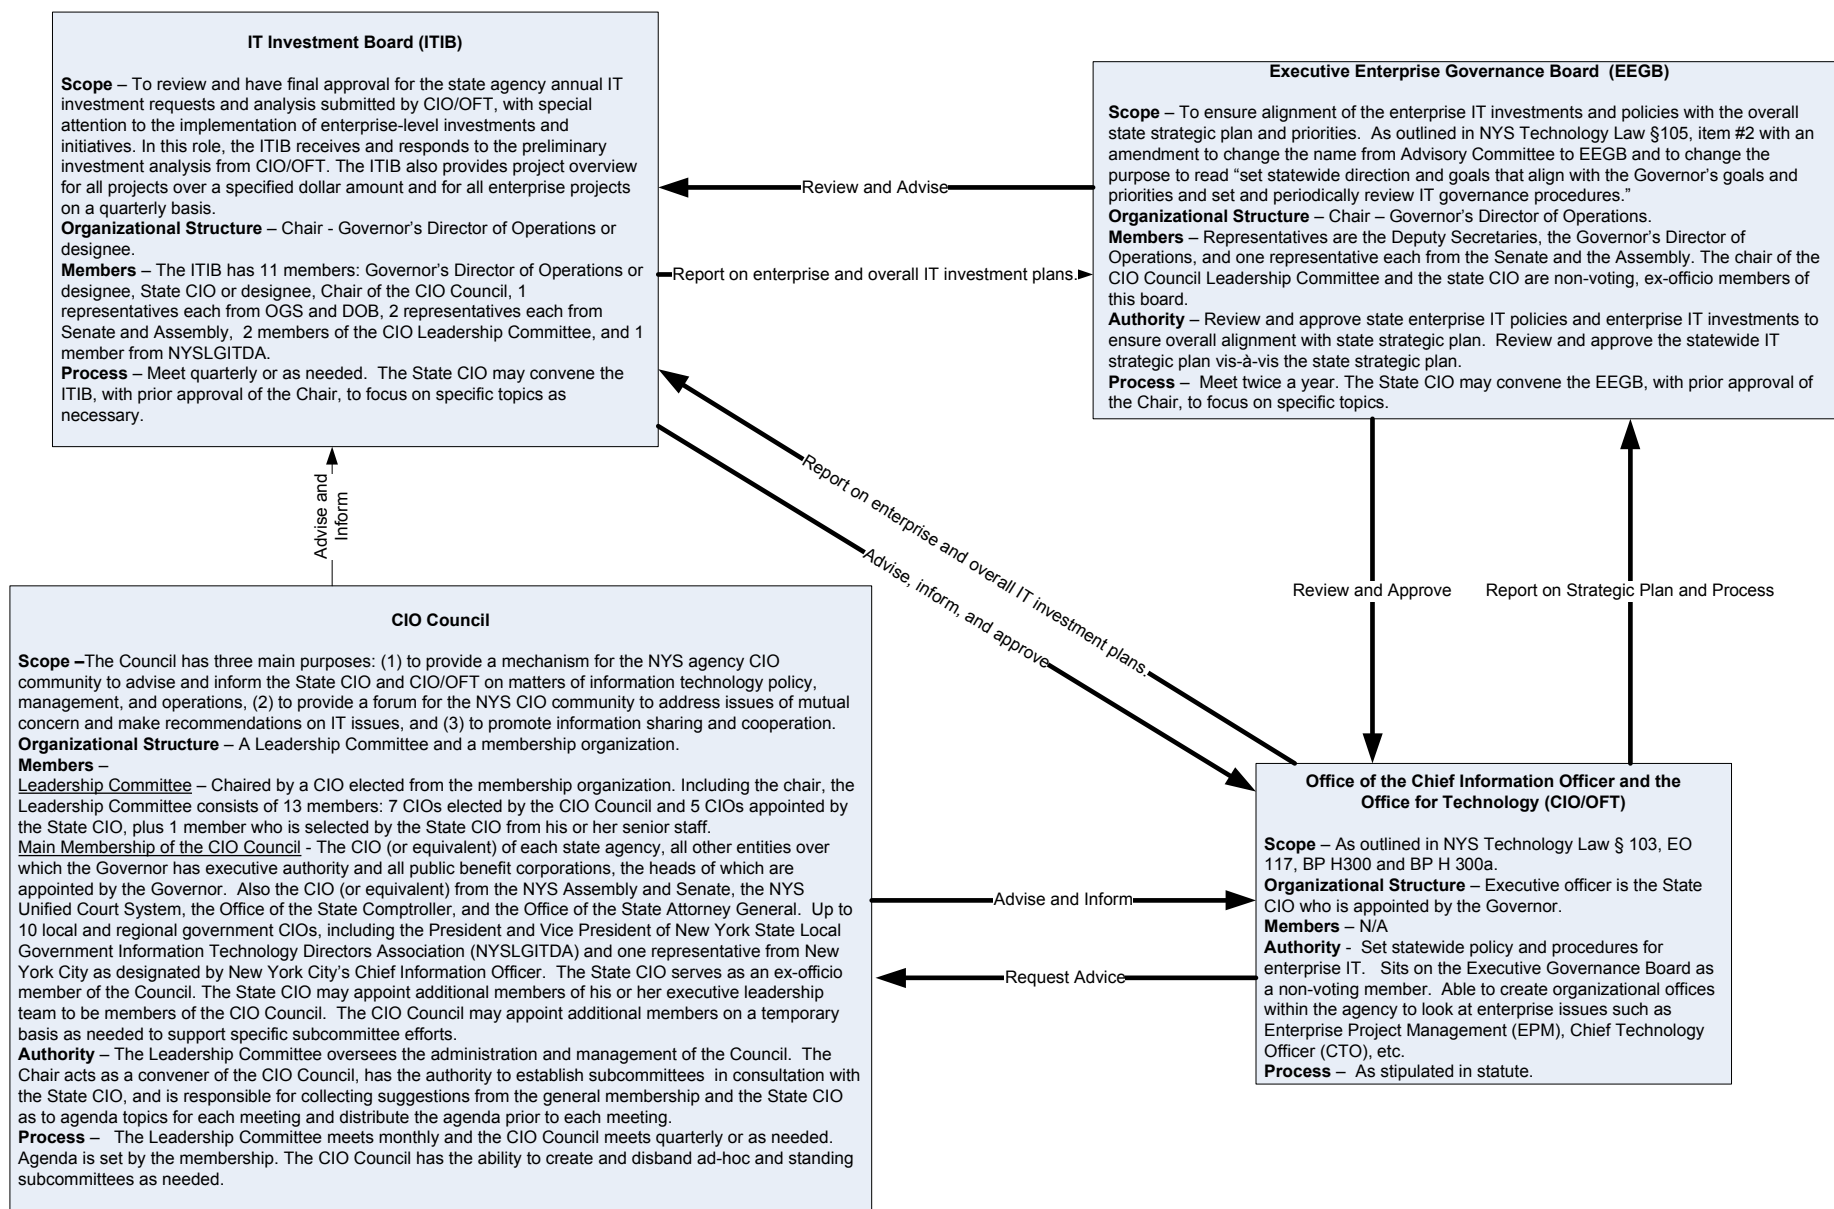 IT Investment Board (ITIB)
Scope – To review and have final approval for the state agency annual IT
investment requests and analysis submitted by CIO/OFT, with special
attention to the implementation of enterprise-level investments and
initiatives. In this role, the ITIB receives and responds to the preliminary
investment analysis from CIO/OFT. The ITIB also provides project overview
for all projects over a specified dollar amount and for all enterprise projects
on a quarterly basis.
Organizational Structure – Chair - Governor's Director of Operations or
designee.
Members – The ITIB has 11 members: Governor's Director of Operations or
designee, State CIO or designee, Chair of the CIO Council, 1
representatives each from OGS and DOB, 2 representatives each from
Senate and Assembly, 2 members of the CIO Leadership Committee, and 1
member from NYSLGITDA.
Process – Meet quarterly or as needed. The State CIO may convene the
ITIB, with prior approval of the Chair, to focus on specific topics as
necessary.
Review and Advise
Report on enterprise and overall IT investment plans.
Executive Enterprise Governance Board (EEGB)
Scope – To ensure alignment of the enterprise IT investments and policies with the overall
state strategic plan and priorities. As outlined in NYS Technology Law §105, item #2 with an
amendment to change the name from Advisory Committee to EEGB and to change the
purpose to read “set statewide direction and goals that align with the Governor's goals and
priorities and set and periodically review IT governance procedures.”
Organizational Structure – Chair – Governor's Director of Operations.
Members – Representatives are the Deputy Secretaries, the Governor's Director of
Operations, and one representative each from the Senate and the Assembly. The chair of the
CIO Council Leadership Committee and the state CIO are non-voting, ex-officio members of
this board.
Authority – Review and approve state enterprise IT policies and enterprise IT investments to
ensure overall alignment with state strategic plan. Review and approve the statewide IT
strategic plan vis-à-vis the state strategic plan.
Process – Meet twice a year. The State CIO may convene the EEGB, with prior approval of
the Chair, to focus on specific topics.
Advise and
Inform
Report on enterprise and overall IT investment plans.
Advise, inform, and approve
Review and Approve
Report on Strategic Plan and Process
CIO Council
Scope –The Council has three main purposes: (1) to provide a mechanism for the NYS agency CIO
community to advise and inform the State CIO and CIO/OFT on matters of information technology policy,
management, and operations, (2) to provide a forum for the NYS CIO community to address issues of mutual
concern and make recommendations on IT issues, and (3) to promote information sharing and cooperation.
Organizational Structure – A Leadership Committee and a membership organization.
Members –
Leadership Committee – Chaired by a CIO elected from the membership organization. Including the chair, the
Leadership Committee consists of 13 members: 7 CIOs elected by the CIO Council and 5 CIOs appointed by
the State CIO, plus 1 member who is selected by the State CIO from his or her senior staff.
Main Membership of the CIO Council - The CIO (or equivalent) of each state agency, all other entities over
which the Governor has executive authority and all public benefit corporations, the heads of which are
appointed by the Governor. Also the CIO (or equivalent) from the NYS Assembly and Senate, the NYS
Unified Court System, the Office of the State Comptroller, and the Office of the State Attorney General. Up to
10 local and regional government CIOs, including the President and Vice President of New York State Local
Government Information Technology Directors Association (NYSLGITDA) and one representative from New
York City as designated by New York City's Chief Information Officer. The State CIO serves as an ex-officio
member of the Council. The State CIO may appoint additional members of his or her executive leadership
team to be members of the CIO Council. The CIO Council may appoint additional members on a temporary
basis as needed to support specific subcommittee efforts.
Authority – The Leadership Committee oversees the administration and management of the Council. The
Chair acts as a convener of the CIO Council, has the authority to establish subcommittees in consultation with
the State CIO, and is responsible for collecting suggestions from the general membership and the State CIO
as to agenda topics for each meeting and distribute the agenda prior to each meeting.
Process – The Leadership Committee meets monthly and the CIO Council meets quarterly or as needed.
Agenda is set by the membership. The CIO Council has the ability to create and disband ad-hoc and standing
subcommittees as needed.
Advise and Inform
Request Advice
Office of the Chief Information Officer and the
Office for Technology (CIO/OFT)
Scope – As outlined in NYS Technology Law § 103, EO
117, BP H300 and BP H 300a.
Organizational Structure – Executive officer is the State
CIO who is appointed by the Governor.
Members – N/A
Authority - Set statewide policy and procedures for
enterprise IT. Sits on the Executive Governance Board as
a non-voting member. Able to create organizational offices
within the agency to look at enterprise issues such as
Enterprise Project Management (EPM), Chief Technology
Officer (CTO), etc.
Process – As stipulated in statute.